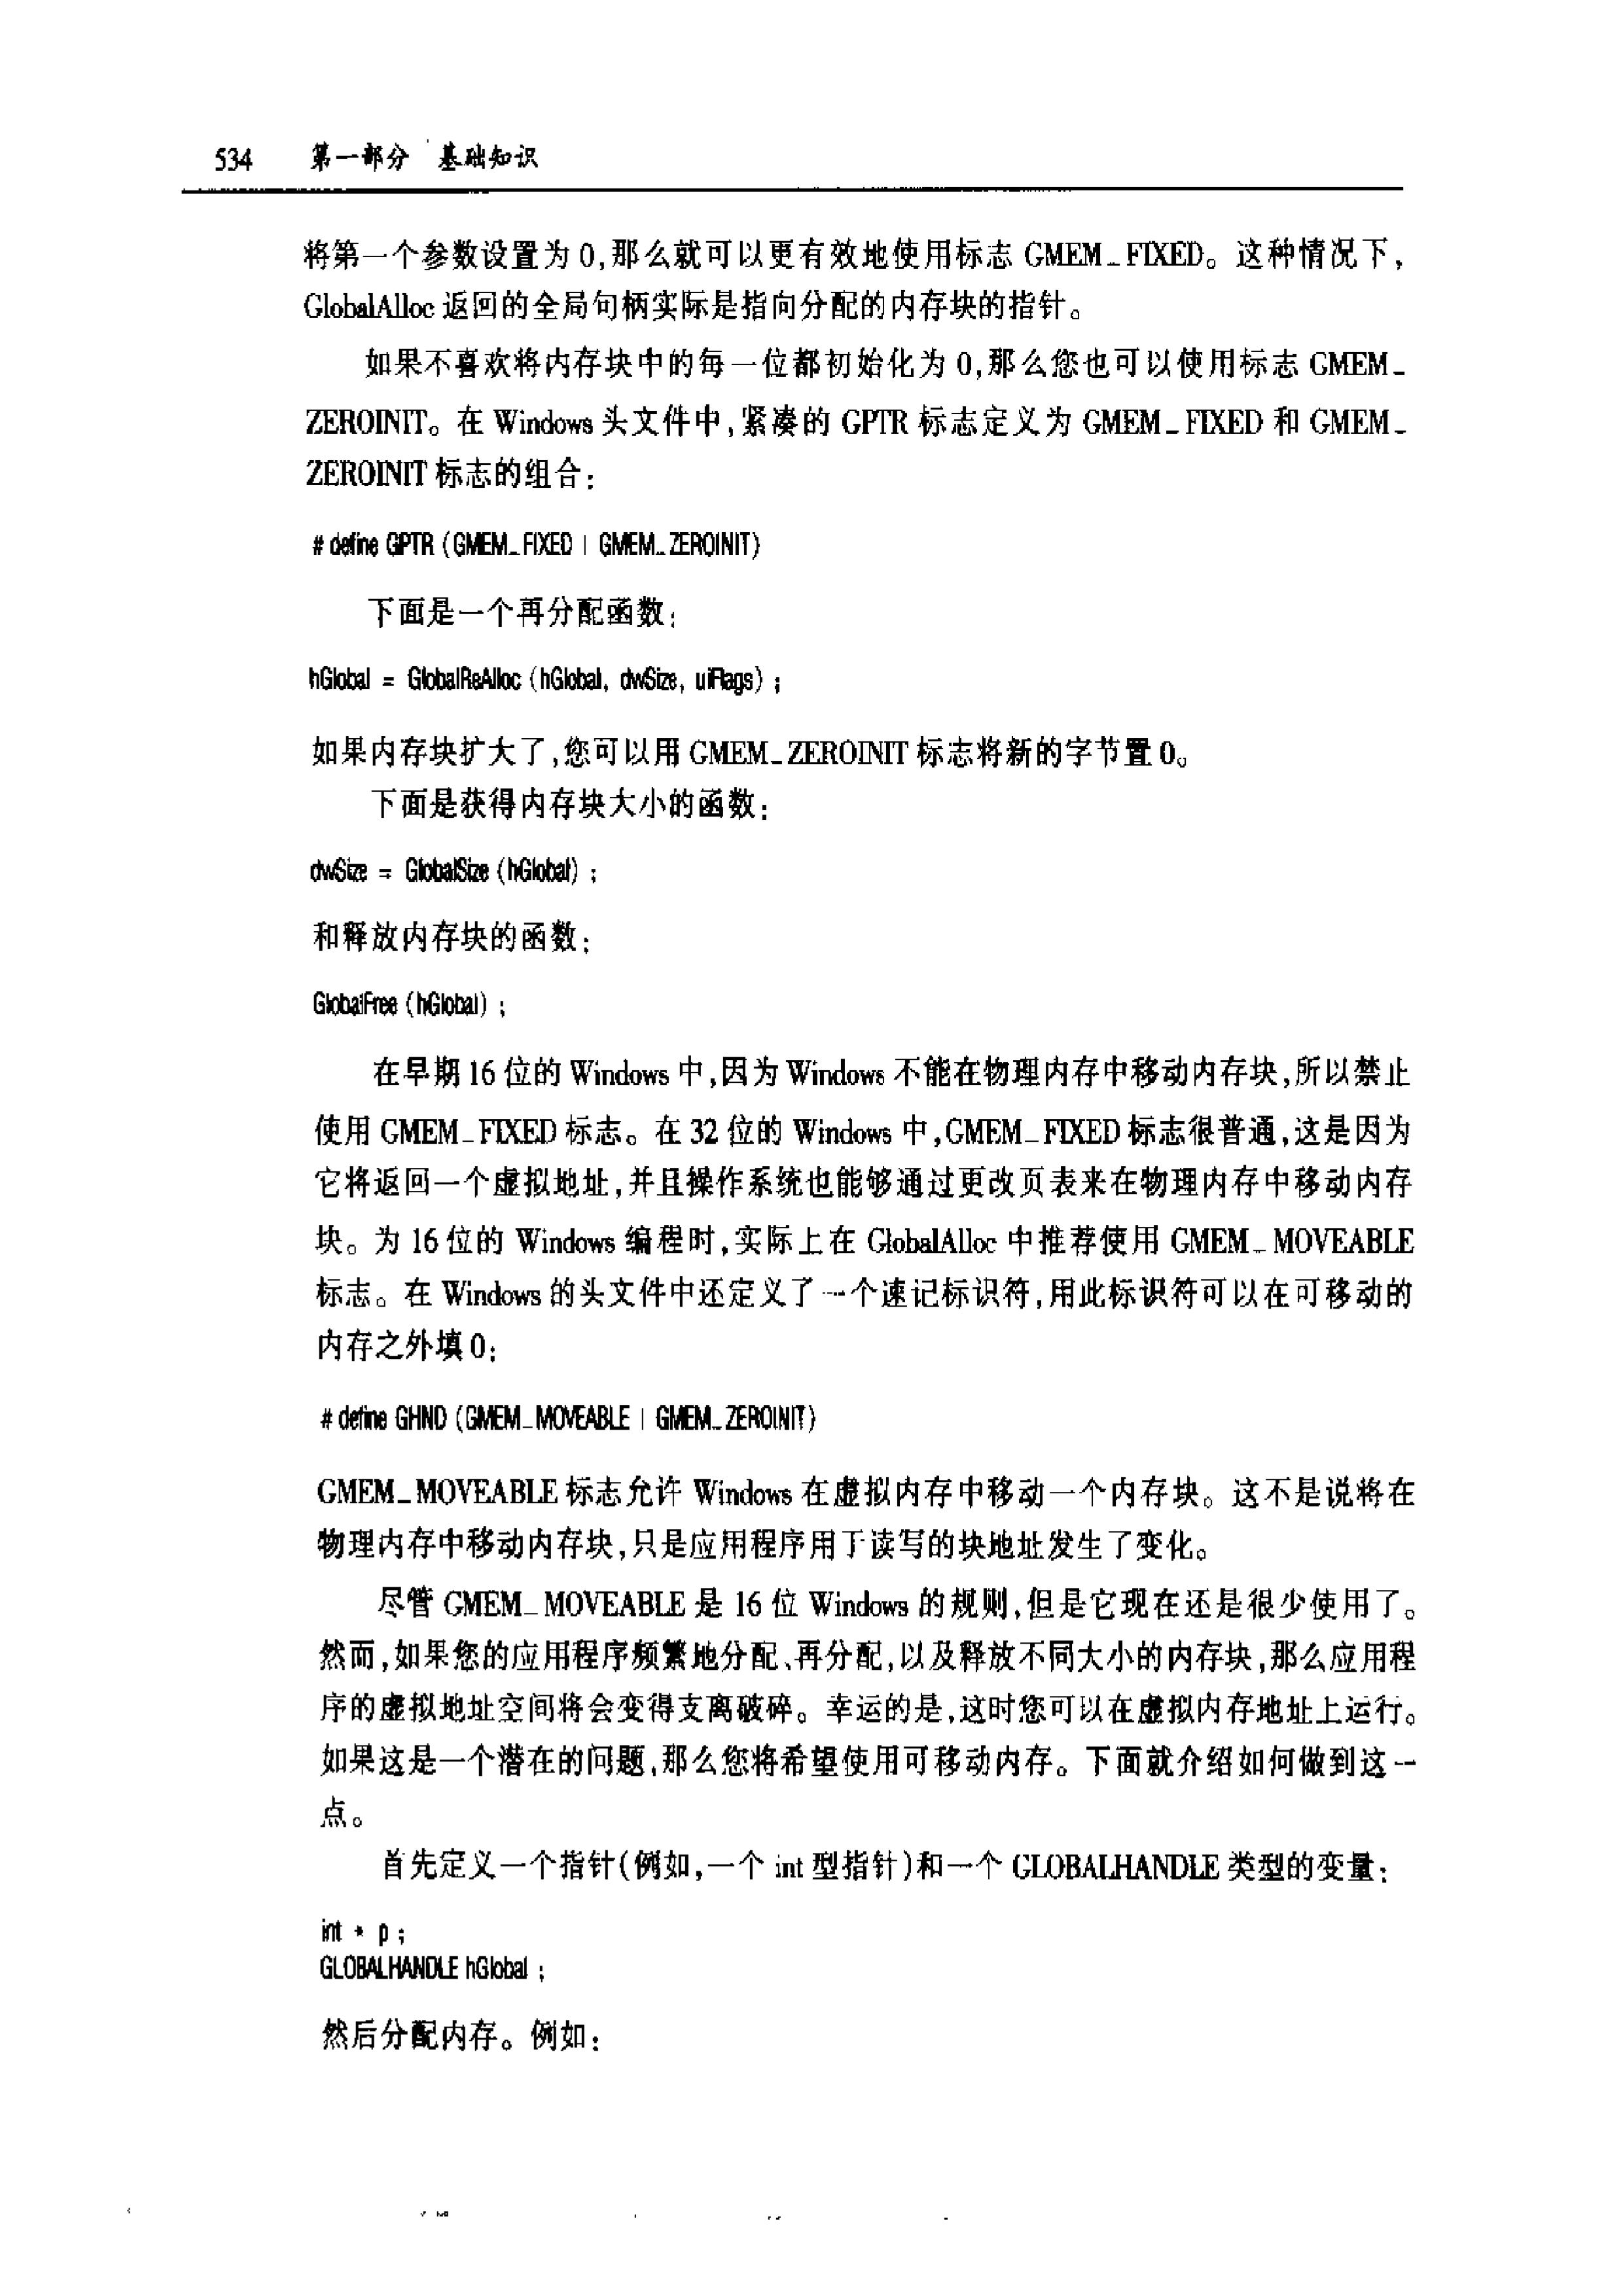 534 第一部分 基础知识
将第一个参数设置为 0,那么就可以更有效地使用标志 GMEM_FIXED。这种情况下,
GlobalAlloc 返回的全局句柄实际是指向分配的内存块的指针。
如果不喜欢将内存块中的每一位都初始化为 0,那么您也可以使用标志 GMEM_
ZEROINIT。在 Windows 头文件中,紧凑的 GPTR 标志定义为 GMEM_FIXED 和 GMEM_
ZEROINIT 标志的组合:
# define GPTR (GMEM_FIXED | GMEM_ZEROINIT)
下面是一个再分配函数:
hGlobal = GlobalReAlloc (hGlobal, dwSize, uiFlags) ;
如果内存块扩大了,您可以用 GMEM_ZEROINIT 标志将新的字节置 0。
下面是获得内存块大小的函数:
dwSize = GlobalSize (hGlobal) ;
和释放内存块的函数:
GlobalFree (hGlobal) ;
在早期 16 位的 Windows 中,因为 Windows 不能在物理内存中移动内存块,所以禁止
使用 GMEM_FIXED 标志。在 32 位的 Windows 中,GMEM_FIXED 标志很普通,这是因为
它将返回一个虚拟地址,并且操作系统也能够通过更改页表来在物理内存中移动内存
块。为 16 位的 Windows 编程时,实际上在 GlobalAlloc 中推荐使用 GMEM_MOVEABLE
标志。在 Windows 的头文件中还定义了一个速记标识符,用此标识符可以在可移动的
内存之外填 0:
# define GHND (GMEM_MOVEABLE | GMEM_ZEROINIT)
GMEM_MOVEABLE 标志允许 Windows 在虚拟内存中移动一个内存块。这不是说将在
物理内存中移动内存块,只是应用程序用于读写的块地址发生了变化。
尽管 GMEM_MOVEABLE 是 16 位 Windows 的规则,但是它现在还是很少使用了。
然而,如果您的应用程序频繁地分配、再分配,以及释放不同大小的内存块,那么应用程
序的虚拟地址空间将会变得支离破碎。幸运的是,这时您可以在虚拟内存地址上运行。
如果这是一个潜在的问题,那么您将希望使用可移动内存。下面就介绍如何做到这一
点。
首先定义一个指针(例如,一个 int 型指针)和一个 GLOBALHANDLE 类型的变量:
int * p ;
GLOBALHANDLE hGlobal ;
然后分配内存。例如: